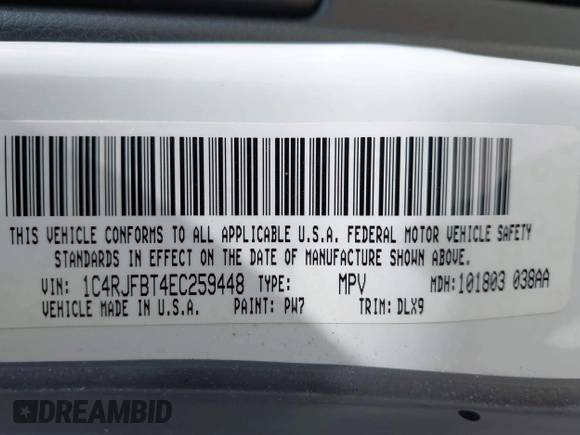 THIS VEHICLE CONFORMS TO ALL APPLICABLE U.S.A. FEDERAL MOTOR VEHICLE SAFETY
STANDARDS IN EFFECT ON THE DATE OF MANUFACTURE SHOWN ABOVE.
VIN: 1C4RJFBT4EC259448 TYPE: MPV MDH: 101803 038AA
VEHICLE MADE IN U.S.A. PAINT: PW7 TRIM: DLX9
DREAMBID